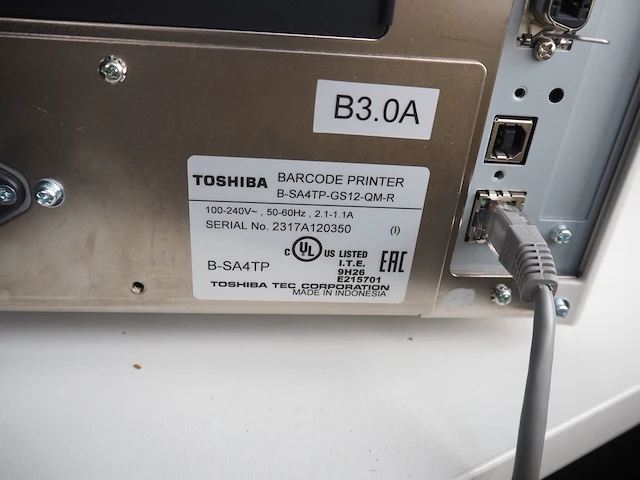 B3.0A
TOSHIBA BARCODE PRINTER
B-SA4TP-GS12-QM-R
100-240V~, 50-60Hz, 2.1-1.1A
SERIAL No. 2317A120350 (I)
C UL US LISTED
I.T.E.
9H26
E215701
EAC
B-SA4TP
TOSHIBA TEC CORPORATION
MADE IN INDONESIA